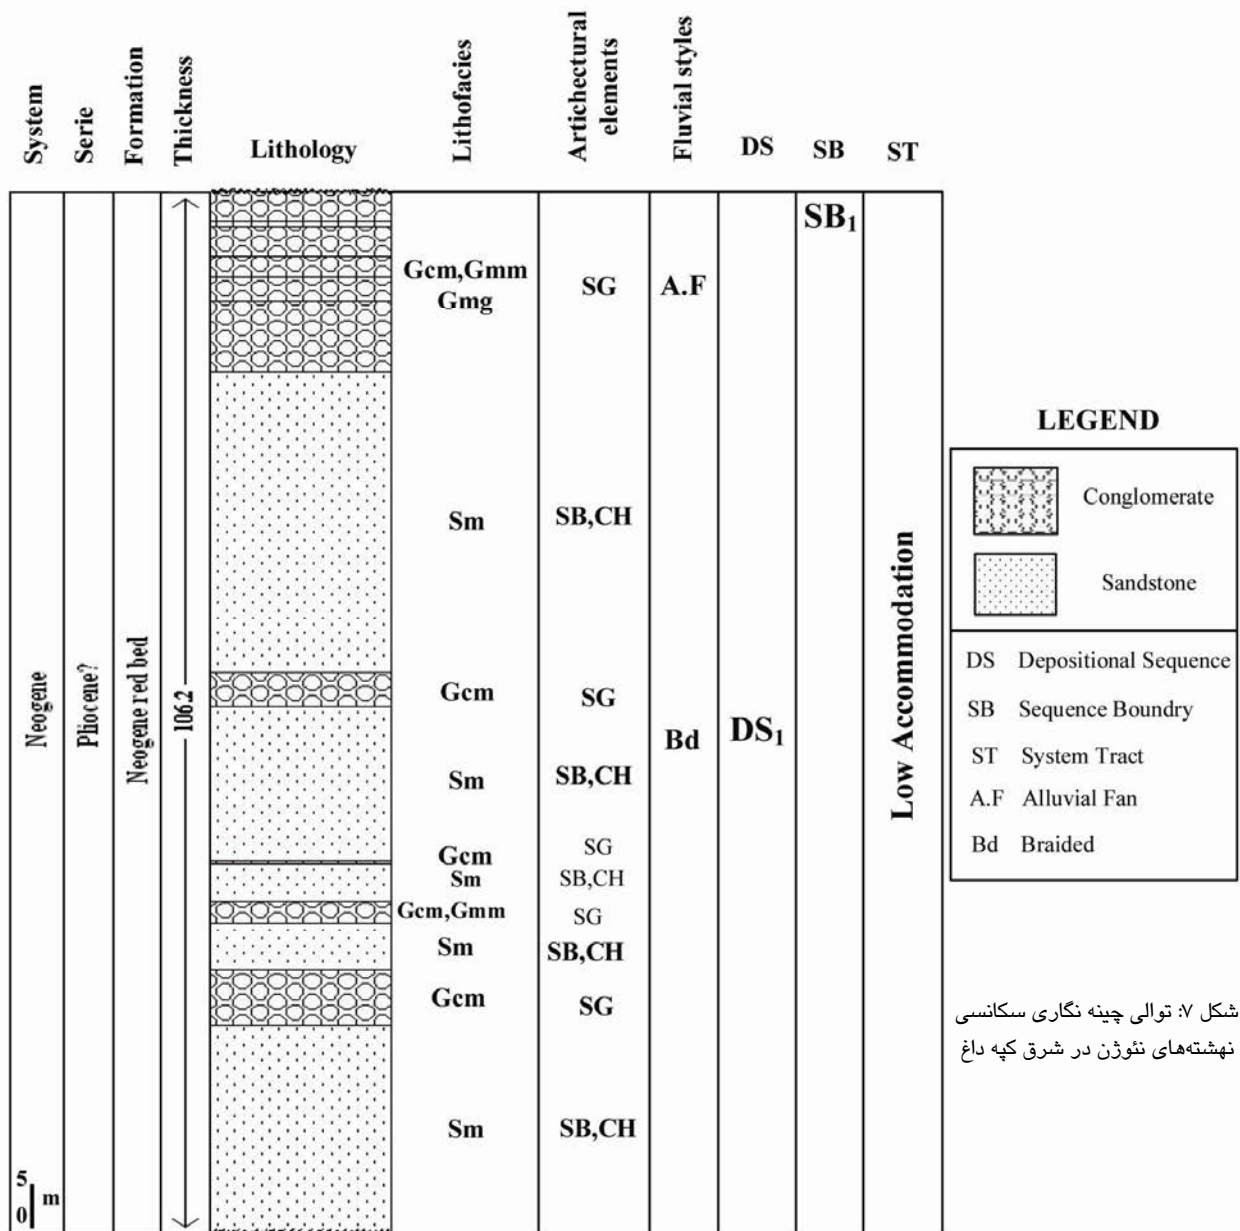 System
Serie
Formation
Thickness
Lithology
Lithofacies
Artichectural
elements
Fluvial styles
DS
SB
ST
Neogene
Pliocene?
Neogene red bed
106.2
Gcm,Gmm
Gmg
SG
A.F
SB1
Sm
SB,CH
Gcm
SG
Bd
DS1
Low Accommodation
Sm
SB,CH
Gcm
SG
Sm
SB,CH
Gcm,Gmm
SG
Sm
SB,CH
Gcm
SG
Sm
SB,CH
5
0
m
LEGEND
Conglomerate
Sandstone
DS Depositional Sequence
SB Sequence Boundry
ST System Tract
A.F Alluvial Fan
Bd Braided
شکل ۷: توالی چینه نگاری سکانسی
نهشته‌های نئوژن در شرق کپه داغ